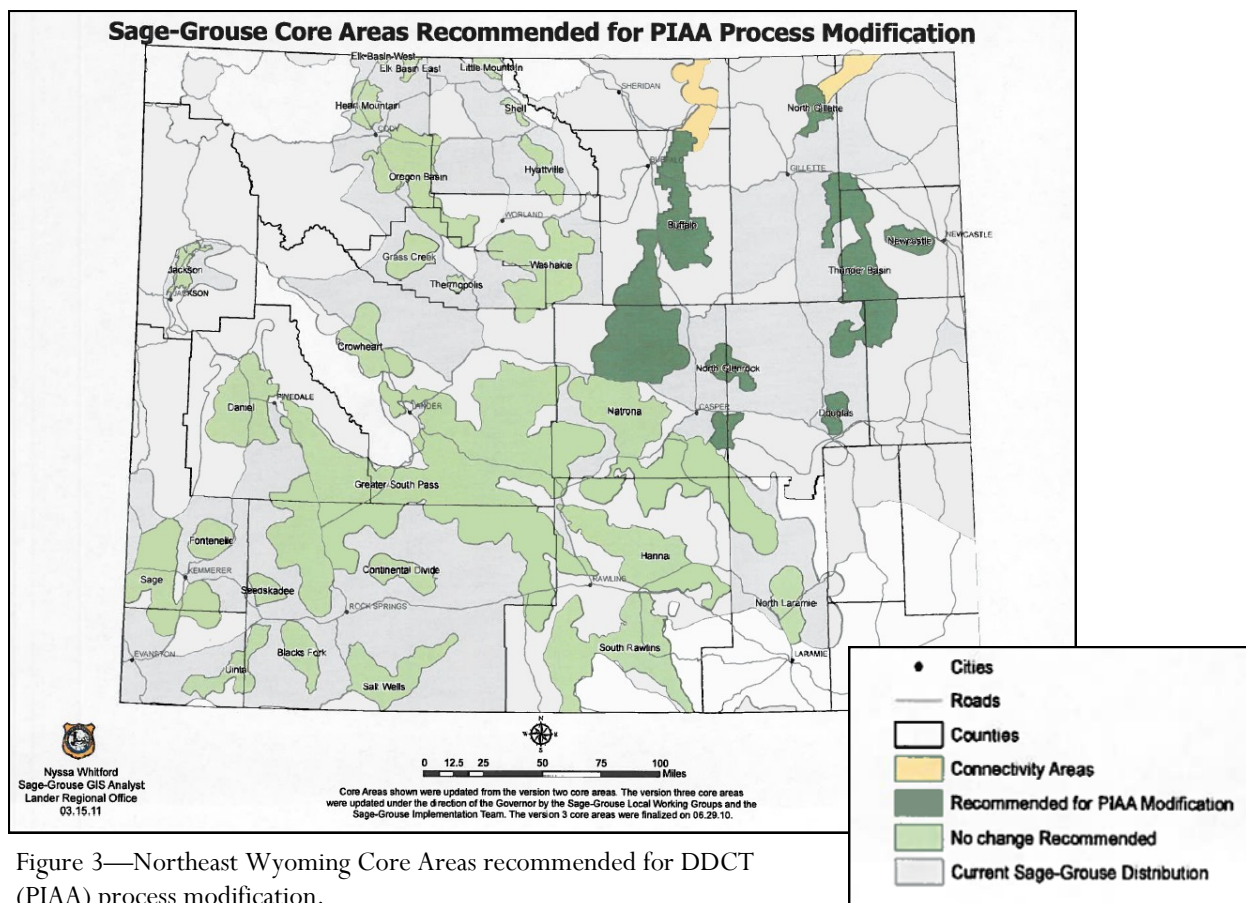 Sage-Grouse Core Areas Recommended for PIAA Process Modification
Elk Basin West
Elk Basin East
Little Mountain
SHERIDAN
Heart Mountain
Shell
North Gillette
CODY
Oregon Basin
Hyattville
BUFFALO
GILLETTE
WORLAND
Buffalo
Newcastle
NEWCASTLE
Grass Creek
Washakie
Jackson
Thunder Basin
Thermopolis
JACKSON
Crowheart
North Glenrock
PINEDALE
Daniel
LANDER
Natrona
CASPER
Douglas
Greater South Pass
Fontenelle
Hanna
Continental Divide
KEMMERER
Sage
RAWLINS
Seedskadee
North Laramie
ROCK SPRINGS
EVANSTON
Blacks Fork
South Rawlins
LARAMIE
Uinta
Salt Wells
Nyssa Whitford
Sage-Grouse GIS Analyst
Lander Regional Office
03.15.11
N
W E
S
0 12.5 25 50 75 100
Miles
Core Areas shown were updated from the version two core areas. The version three core areas
were updated under the direction of the Governor by the Sage-Grouse Local Working Groups and the
Sage-Grouse Implementation Team. The version 3 core areas were finalized on 06.29.10.
Cities
Roads
Counties
Connectivity Areas
Recommended for PIAA Modification
No change Recommended
Current Sage-Grouse Distribution
Figure 3—Northeast Wyoming Core Areas recommended for DDCT
(PIAA) process modification.